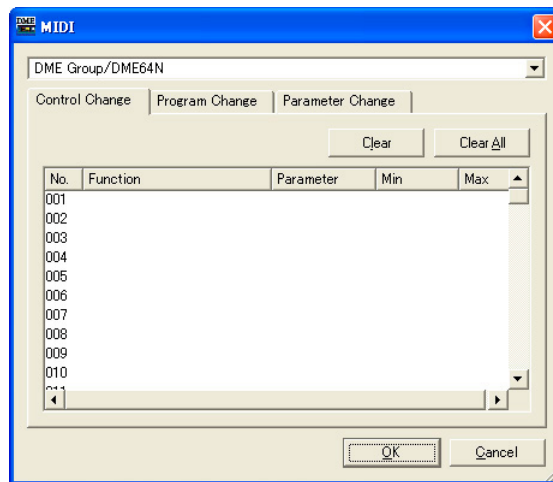 DME MIDI
DME Group/DME64N
Control Change Program Change Parameter Change
Clear Clear All
No. Function Parameter Min Max
001
002
003
004
005
006
007
008
009
010
011
OK Cancel